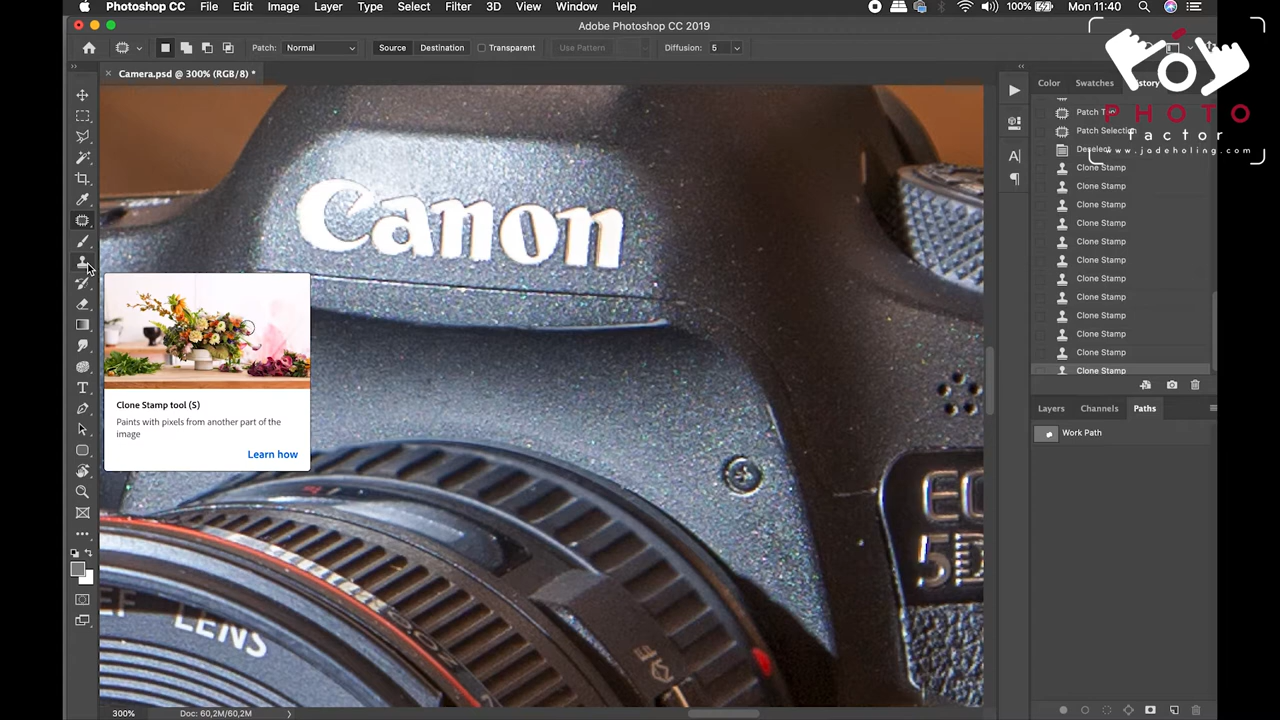 Photoshop CC File Edit Image Layer Type Select Filter 3D View Window Help 100% Mon 11:40
Adobe Photoshop CC 2019
Patch: Normal Source Destination Transparent Use Pattern Diffusion: 5
Camera.psd @ 300% (RGB/8) *
Color Swatches
PHOTO
factor
www.jadeholing.com
Patch Selection
Clone Stamp
Clone Stamp
Clone Stamp
Clone Stamp
Clone Stamp
Clone Stamp
Clone Stamp
Clone Stamp
Clone Stamp
Clone Stamp
Clone Stamp
Clone Stamp
Canon
Clone Stamp tool (S)
Paints with pixels from another part of the
image
Learn how
Layers Channels Paths
Work Path
EF LENS
AF
300% Doc: 60,2M/60,2M